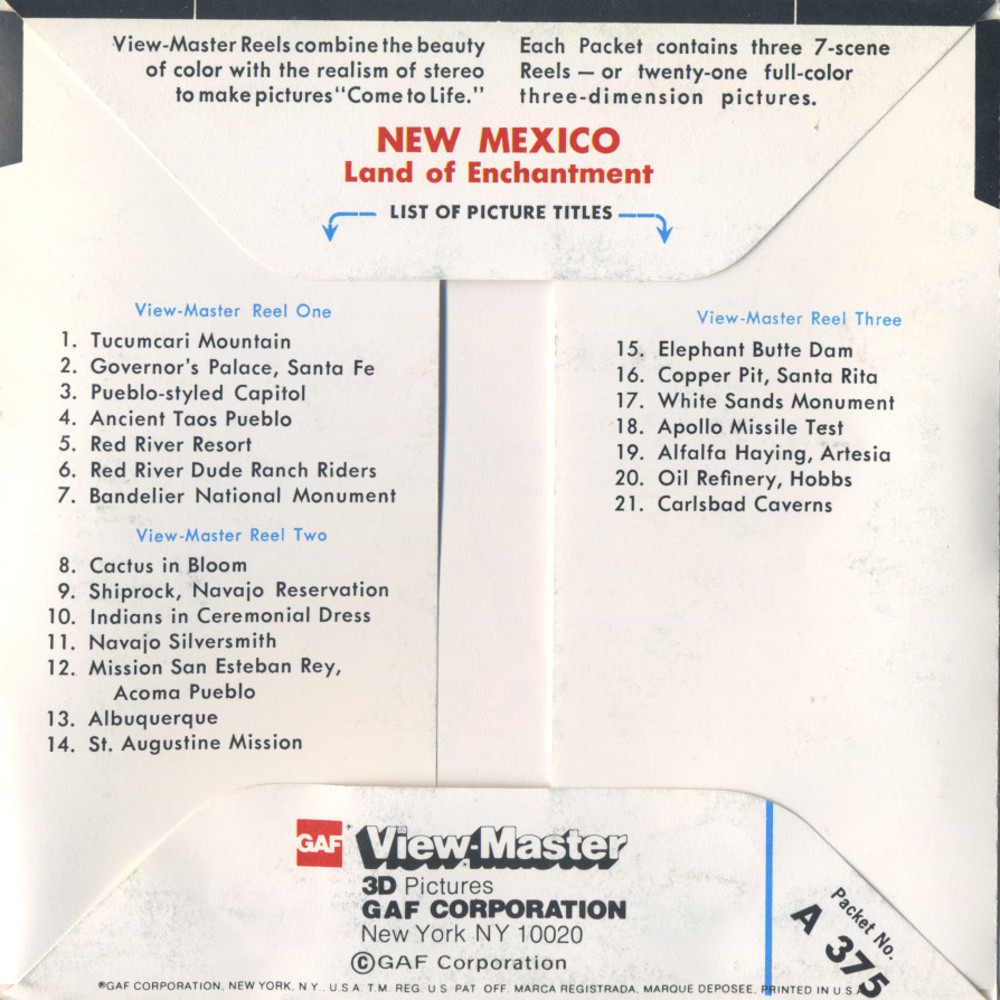 View-Master Reels combine the beauty
of color with the realism of stereo
to make pictures "Come to Life."
Each Packet contains three 7-scene
Reels — or twenty-one full-color
three-dimension pictures.
NEW MEXICO
Land of Enchantment
LIST OF PICTURE TITLES
View-Master Reel One
1. Tucumcari Mountain
2. Governor's Palace, Santa Fe
3. Pueblo-styled Capitol
4. Ancient Taos Pueblo
5. Red River Resort
6. Red River Dude Ranch Riders
7. Bandelier National Monument
View-Master Reel Two
8. Cactus in Bloom
9. Shiprock, Navajo Reservation
10. Indians in Ceremonial Dress
11. Navajo Silversmith
12. Mission San Esteban Rey,
Acoma Pueblo
13. Albuquerque
14. St. Augustine Mission
View-Master Reel Three
15. Elephant Butte Dam
16. Copper Pit, Santa Rita
17. White Sands Monument
18. Apollo Missile Test
19. Alfalfa Haying, Artesia
20. Oil Refinery, Hobbs
21. Carlsbad Caverns
GAF View-Master
3D Pictures
GAF CORPORATION
New York NY 10020
©GAF Corporation
Packet No.
A 375
®GAF CORPORATION, NEW YORK, N.Y., U.S.A. T.M. REG. U.S. PAT. OFF. MARCA REGISTRADA. MARQUE DEPOSEE. PRINTED IN U.S.A.